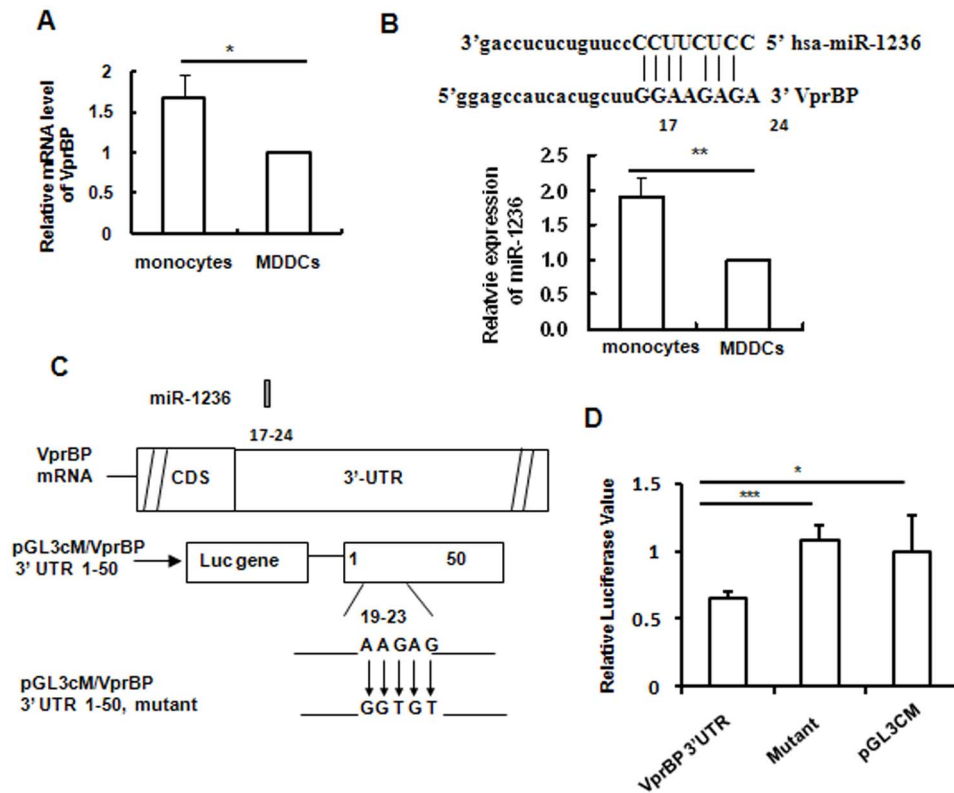 A
*
2
1.5
1
0.5
0
Relative mRNA level
of VprBP
monocytes MDDCs
B
3'gaccucucuguuccCCUUCUCC 5' hsa-miR-1236
5'ggagccaucacugcuuGGAAGAGA 3' VprBP
17 24
**
2.5
2.0
1.5
1.0
0.5
0.0
Relatvie expression
of miR-1236
monocytes MDDCs
C
miR-1236
17-24
VprBP
mRNA
CDS 3'-UTR
pGL3cM/VprBP
3' UTR 1-50
Luc gene 1 50
19-23
A A G A G
pGL3cM/VprBP
3' UTR 1-50, mutant
G G T G T
D
*
***
1.5
1
0.5
0
Relative Luciferase Value
VprBP 3'UTR
Mutant
pGL3CM